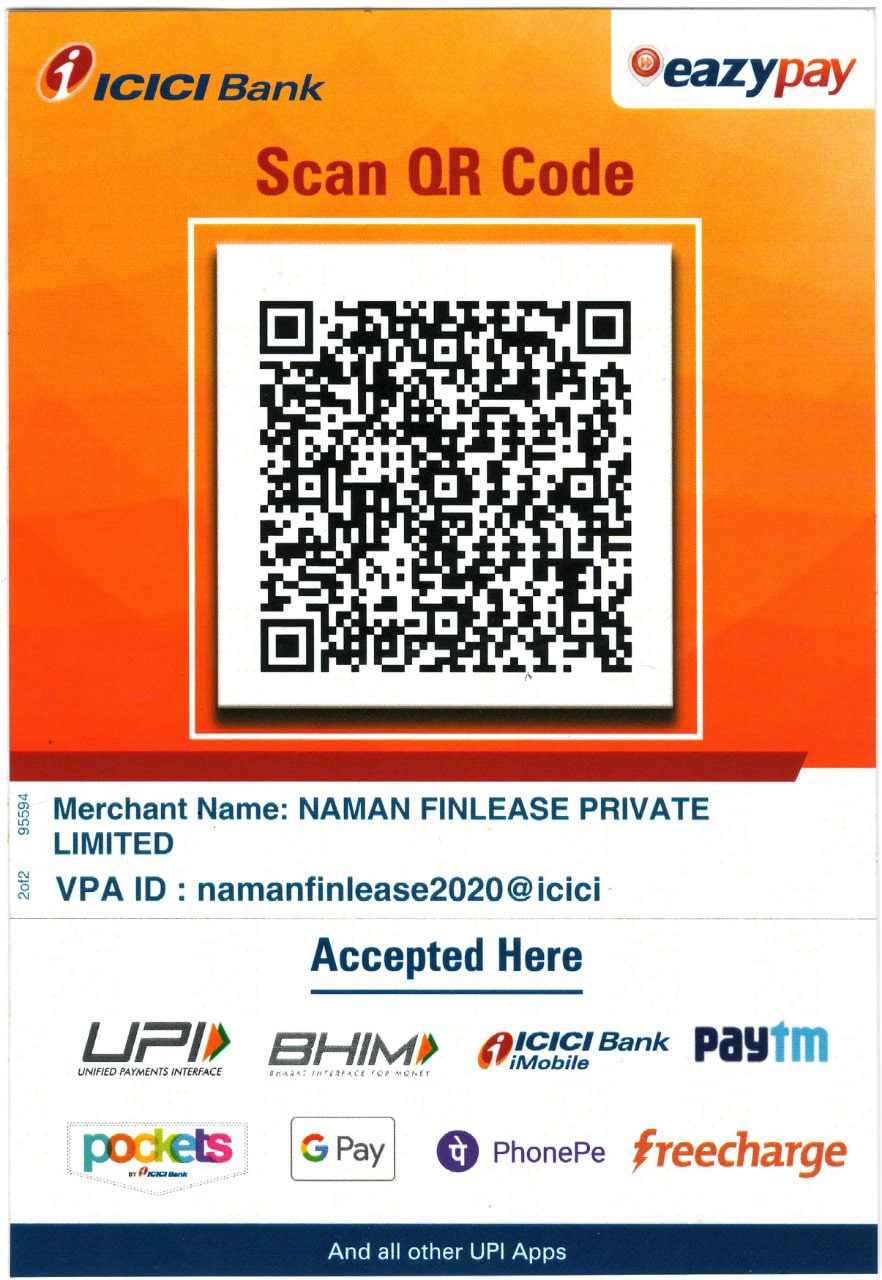 ICICI Bank
eazypay
Scan QR Code
95594
Merchant Name: NAMAN FINLEASE PRIVATE
LIMITED
2of2
VPA ID : namanfinlease2020@icici
Accepted Here
UPI
UNIFIED PAYMENTS INTERFACE
BHIM
BHARAT INTERFACE FOR MONEY
ICICI Bank
iMobile
paytm
pockets
BY ICICI Bank
G Pay
पे PhonePe
freecharge
And all other UPI Apps